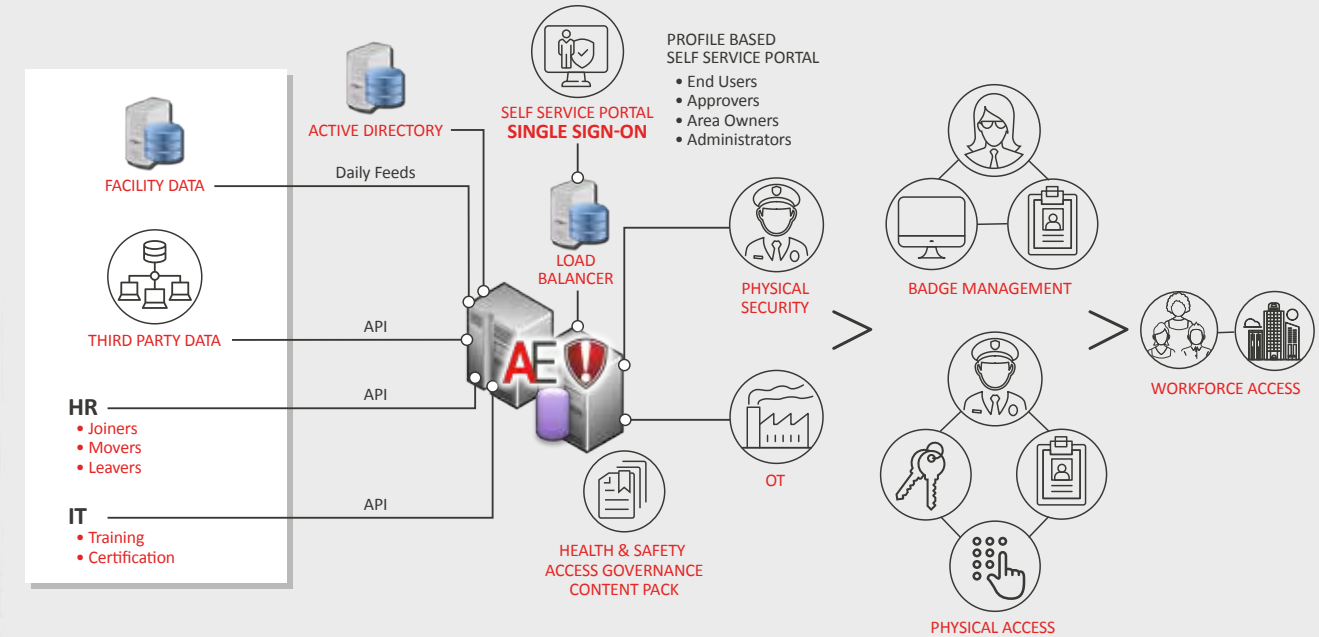 FACILITY DATA
THIRD PARTY DATA
HR
• Joiners
• Movers
• Leavers
IT
• Training
• Certification
ACTIVE DIRECTORY
Daily Feeds
API
API
API
SELF SERVICE PORTAL
SINGLE SIGN-ON
PROFILE BASED
SELF SERVICE PORTAL
• End Users
• Approvers
• Area Owners
• Administrators
LOAD
BALANCER
AE
HEALTH & SAFETY
ACCESS GOVERNANCE
CONTENT PACK
PHYSICAL
SECURITY
OT
BADGE MANAGEMENT
PHYSICAL ACCESS
WORKFORCE ACCESS